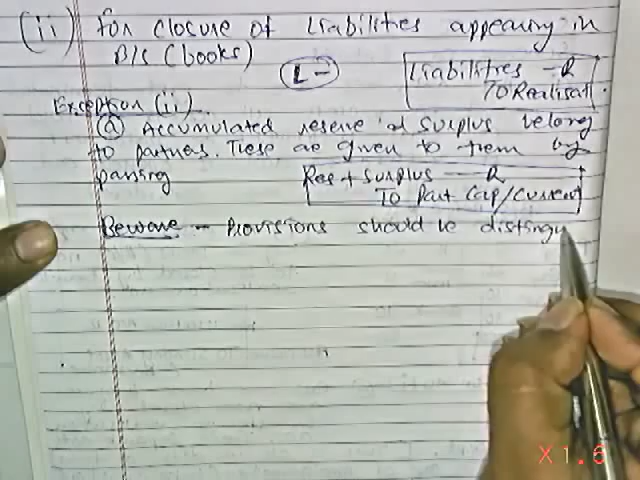 (ii) for closure of Liabilities appearing in
B/S (books)
L -
Liabilities - Dr
To Realisati
Exception (ii)
(a) Accumulated reserve & surplus belong
to partners. These are given to them by
passing
Res + Surplus - Dr
To Part Cap/Current
Beware - Provisions should be distingu
X1.6